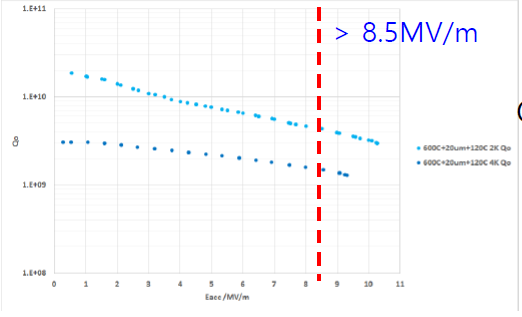 1.E+11
> 8.5MV/m
1.E+10
Qo
600C+20um+120C 2K Qo
600C+20um+120C 4K Qo
1.E+09
1.E+08
0 1 2 3 4 5 6 7 8 9 10 11
Eacc /MV/m